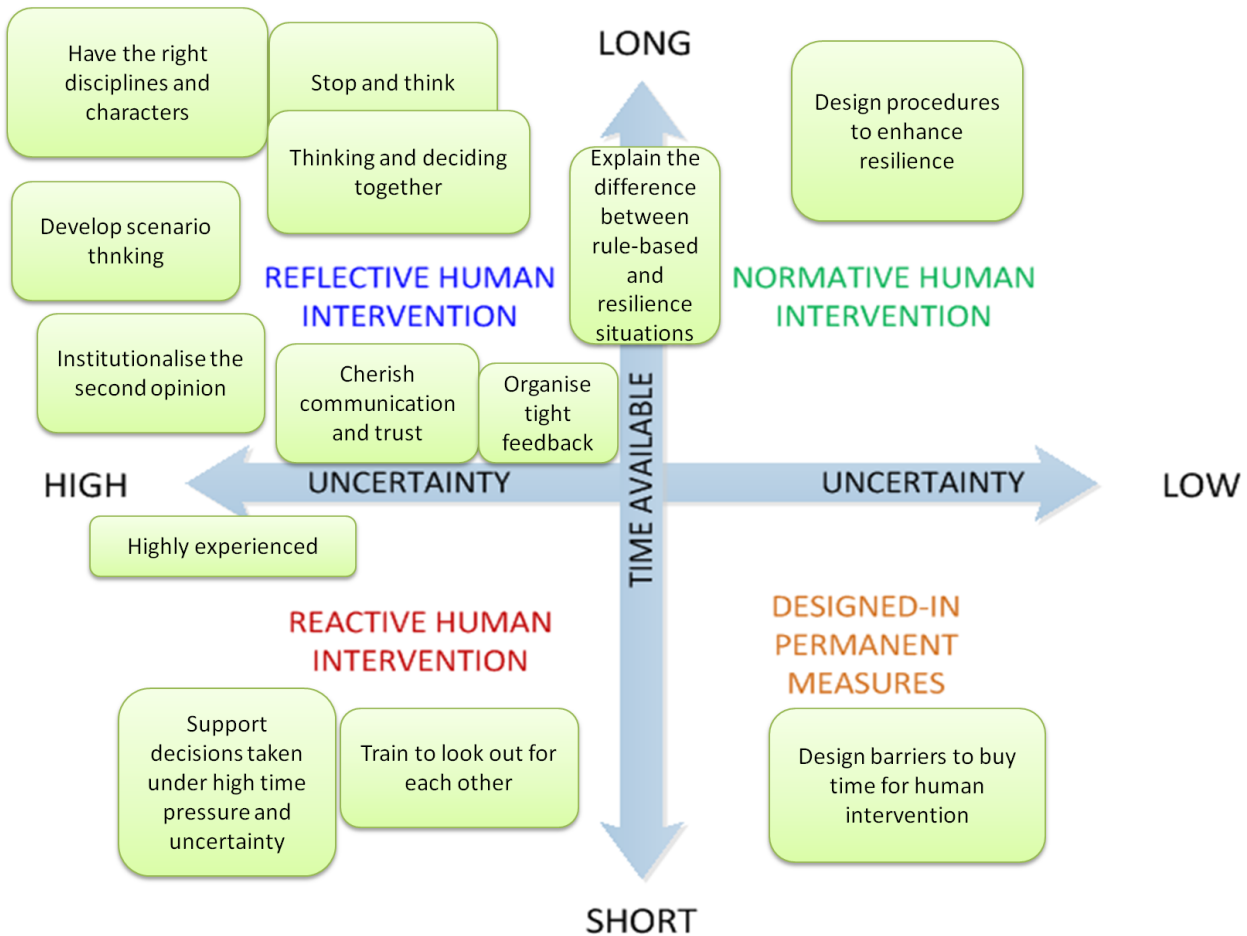 Have the right
disciplines and
characters
Stop and think
LONG
Design procedures
to enhance
resilience
Thinking and deciding
together
Explain the
difference
between
rule-based
and
resilience
situations
Develop scenario
thnking
REFLECTIVE HUMAN
INTERVENTION
NORMATIVE HUMAN
INTERVENTION
Institutionalise the
second opinion
Cherish
communication
and trust
Organise
tight
feedback
TIME AVAILABLE
HIGH
UNCERTAINTY
UNCERTAINTY
LOW
Highly experienced
REACTIVE HUMAN
INTERVENTION
DESIGNED-IN
PERMANENT
MEASURES
Support
decisions taken
under high time
pressure and
uncertainty
Train to look out for
each other
Design barriers to buy
time for human
intervention
SHORT